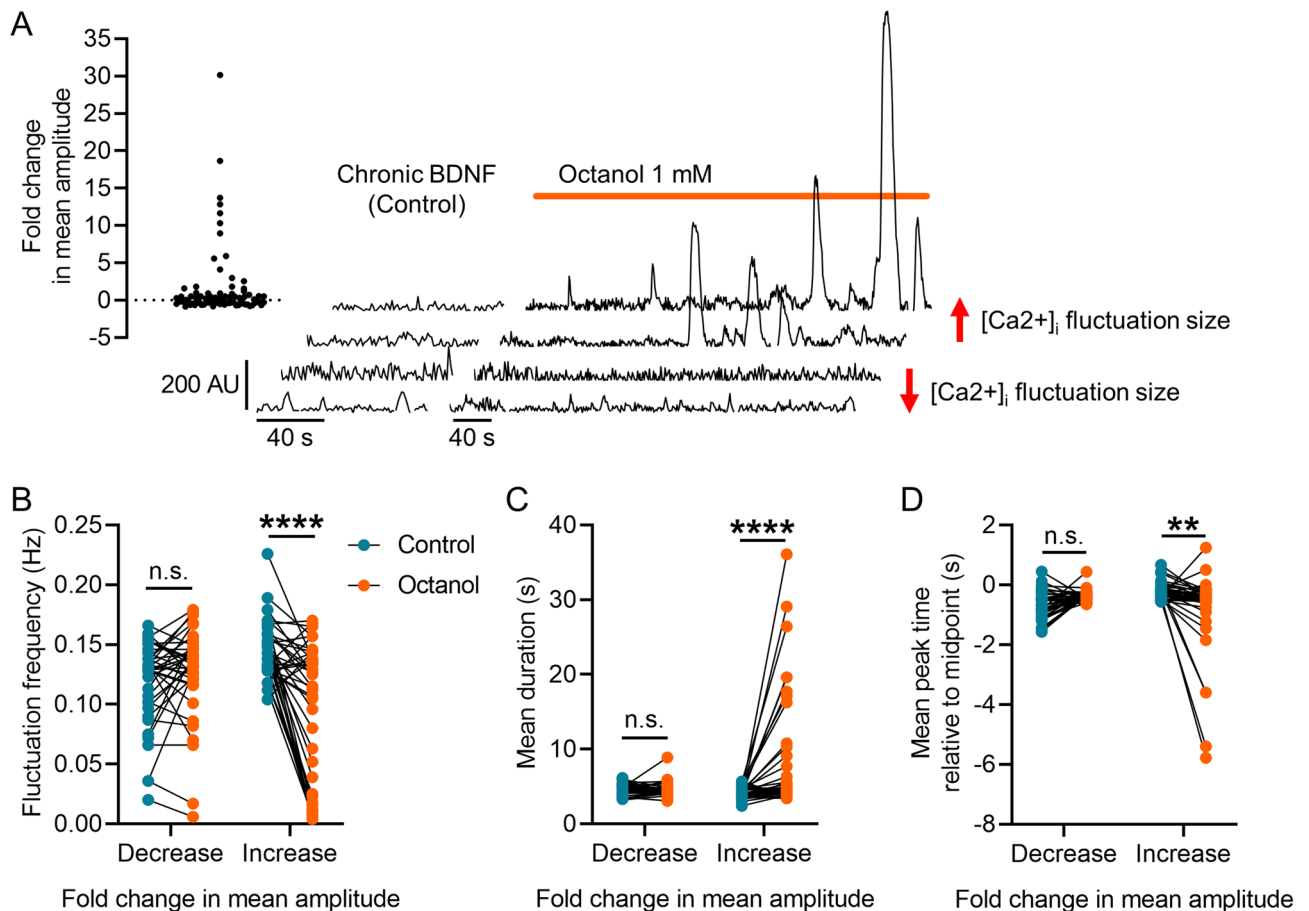 A
Fold change
in mean amplitude
35
30
25
20
15
10
5
0
-5
Chronic BDNF
(Control)
Octanol 1 mM
[Ca2+]i fluctuation size
[Ca2+]i fluctuation size
200 AU
40 s
40 s
B
Fluctuation frequency (Hz)
0.25
0.20
0.15
0.10
0.05
0.00
n.s.
****
Control
Octanol
Decrease
Increase
Fold change in mean amplitude
C
Mean duration (s)
40
30
20
10
0
n.s.
****
Decrease
Increase
Fold change in mean amplitude
D
Mean peak time
relative to midpoint (s)
2
0
-2
-4
-6
-8
n.s.
**
Decrease
Increase
Fold change in mean amplitude